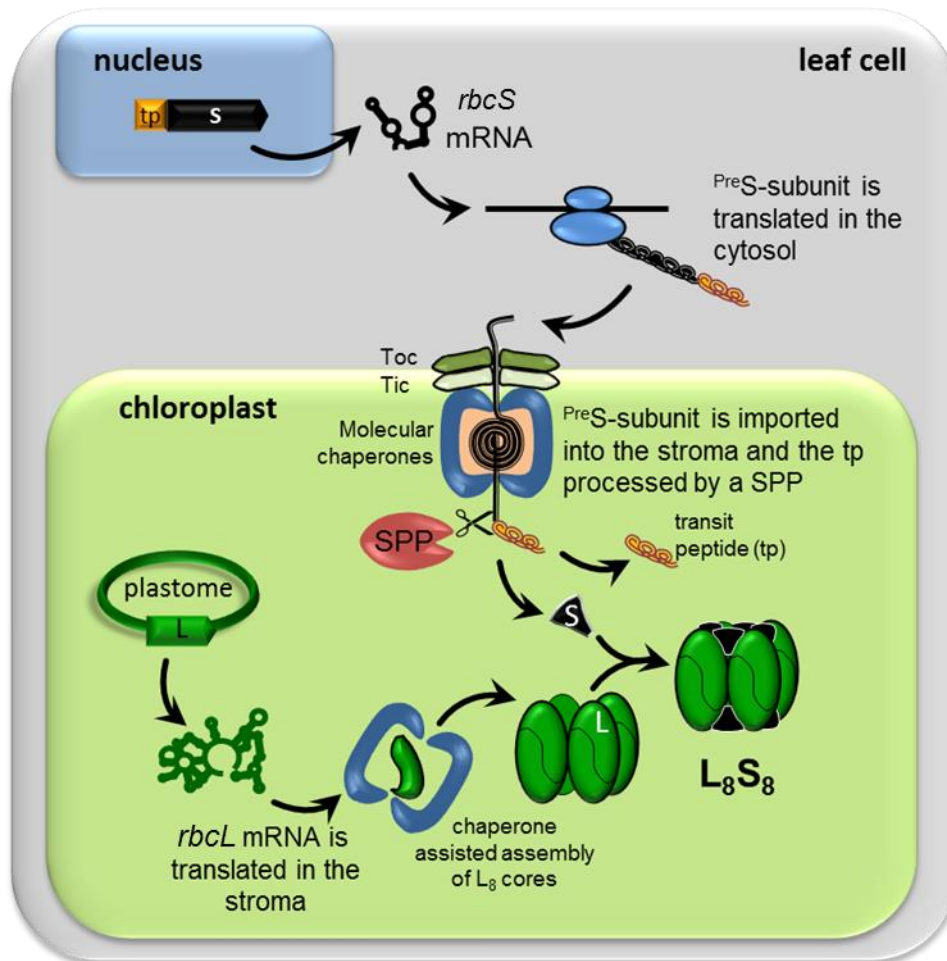 nucleus
leaf cell
tp
S
rbcS
mRNA
PreS-subunit is
translated in the
cytosol
Toc
Tic
chloroplast
Molecular
chaperones
PreS-subunit is imported
into the stroma and the tp
processed by a SPP
SPP
transit
peptide (tp)
plastome
L
S
L
L8S8
rbcL mRNA is
translated in the
stroma
chaperone
assisted assembly
of L8 cores